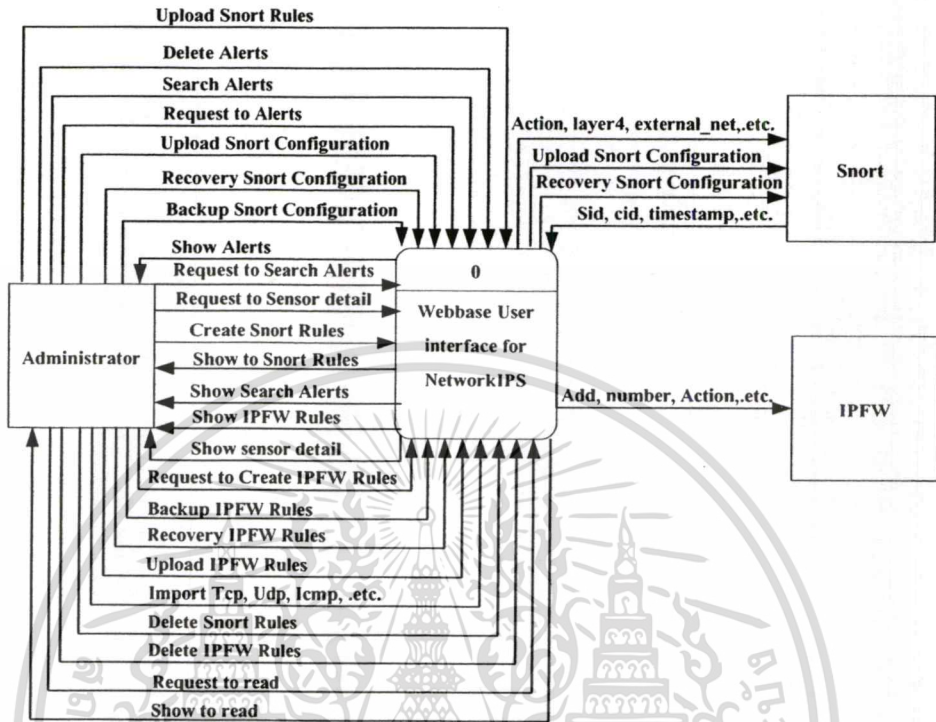 Upload Snort Rules
Delete Alerts
Search Alerts
Request to Alerts
Upload Snort Configuration
Recovery Snort Configuration
Backup Snort Configuration
Show Alerts
Request to Search Alerts
Request to Sensor detail
Create Snort Rules
Show to Snort Rules
Show Search Alerts
Show IPFW Rules
Show sensor detail
Request to Create IPFW Rules
Backup IPFW Rules
Recovery IPFW Rules
Upload IPFW Rules
Import Tcp, Udp, Icmp, .etc.
Delete Snort Rules
Delete IPFW Rules
Request to read
Show to read
Administrator
0
Webbase User
interface for
NetworkIPS
Action, layer4, external_net,.etc.
Upload Snort Configuration
Recovery Snort Configuration
Sid, cid, timestamp,.etc.
Snort
Add, number, Action,.etc.
IPFW